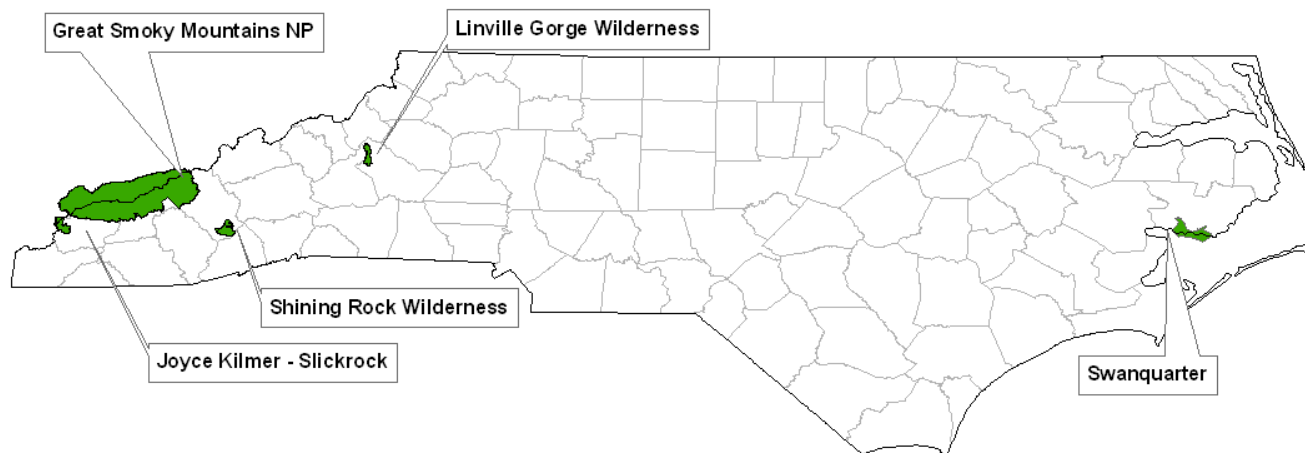 Great Smoky Mountains NP
Linville Gorge Wilderness
Shining Rock Wilderness
Joyce Kilmer - Slickrock
Swanquarter